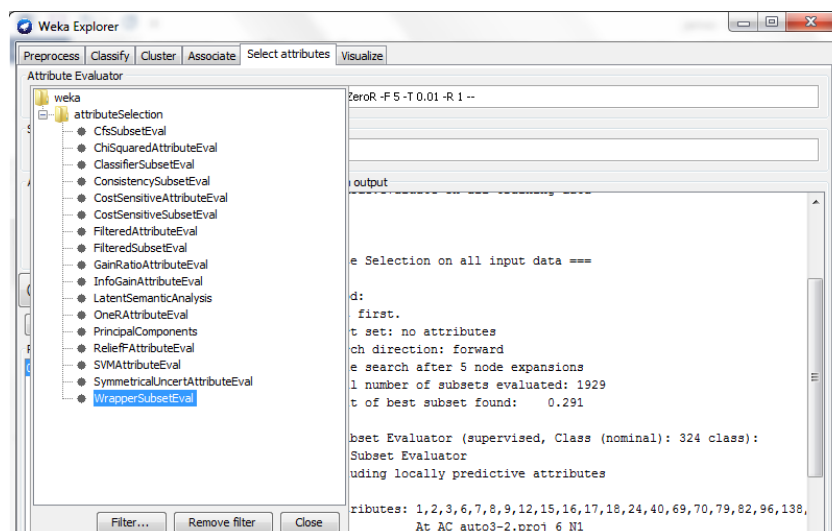 Weka Explorer
Preprocess Classify Cluster Associate Select attributes Visualize
Attribute Evaluator
weka
ZeroR -F 5 -T 0.01 -R 1 --
attributeSelection
CfsSubsetEval
ChiSquaredAttributeEval
ClassifierSubsetEval
ConsistencySubsetEval
output
CostSensitiveAttributeEval
CostSensitiveSubsetEval
FilteredAttributeEval
FilteredSubsetEval
GainRatioAttributeEval
e Selection on all input data ===
InfoGainAttributeEval
LatentSemanticAnalysis
d:
OneRAttributeEval
first.
PrincipalComponents
t set: no attributes
ReliefFAttributeEval
ch direction: forward
SVMAttributeEval
e search after 5 node expansions
SymmetricalUncertAttributeEval
l number of subsets evaluated: 1929
WrapperSubsetEval
t of best subset found: 0.291
bset Evaluator (supervised, Class (nominal): 324 class):
Subset Evaluator
uding locally predictive attributes
ributes: 1,2,3,6,7,8,9,12,15,16,17,18,24,40,69,70,79,82,96,138,
Filter... Remove filter Close
At AC auto3-2.proj 6 N1